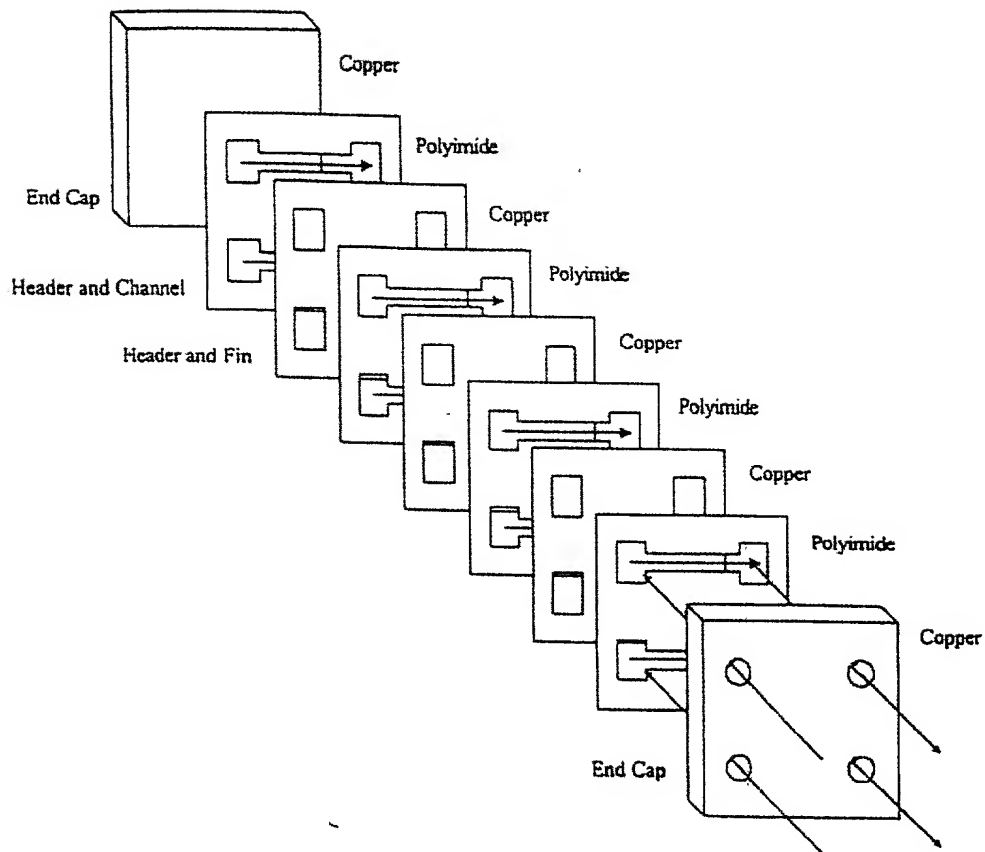 Copper
Polyimide
End Cap
Copper
Polyimide
Header and Channel
Copper
Header and Fin
Polyimide
Copper
Polyimide
Copper
End Cap